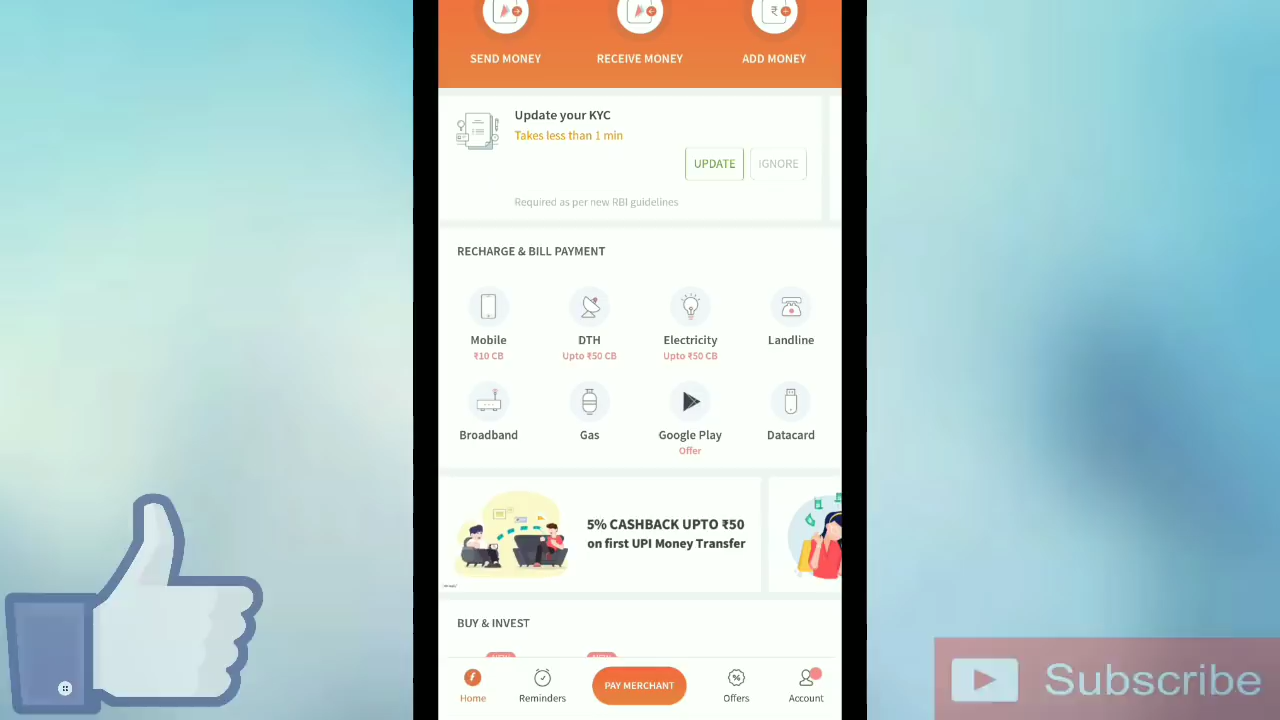 SEND MONEY RECEIVE MONEY ADD MONEY
Update your KYC
Takes less than 1 min
UPDATE IGNORE
Required as per new RBI guidelines
RECHARGE & BILL PAYMENT
Mobile DTH Electricity Landline
₹10 CB Upto ₹50 CB Upto ₹50 CB
Broadband Gas Google Play Datacard
Offer
5% CASHBACK UPTO ₹50
on first UPI Money Transfer
BUY & INVEST
Home Reminders PAY MERCHANT Offers Account
Subscribe